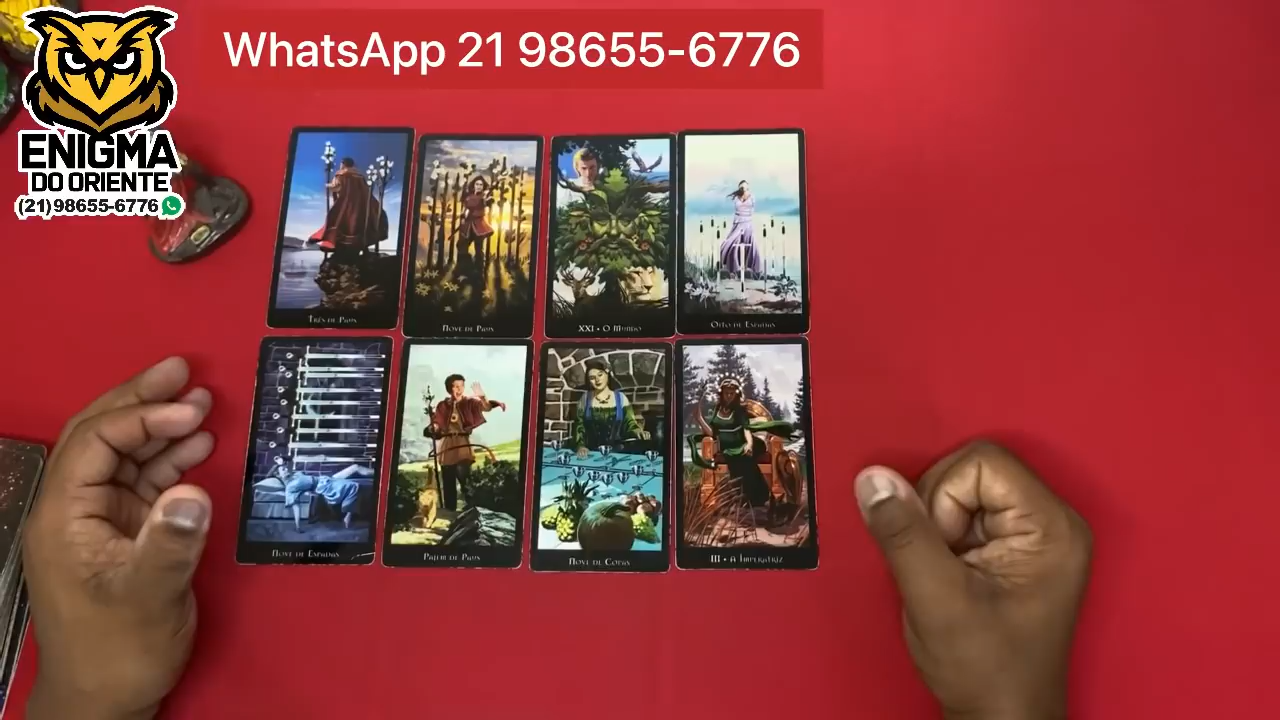 WhatsApp 21 98655-6776
ENIGMA
DO ORIENTE
(21)98655-6776
Três de Paus
Nove de Paus
XXI • O Mundo
Oito de Espadas
Nove de Espadas
Pajem de Paus
Nove de Copas
III • A Imperatriz